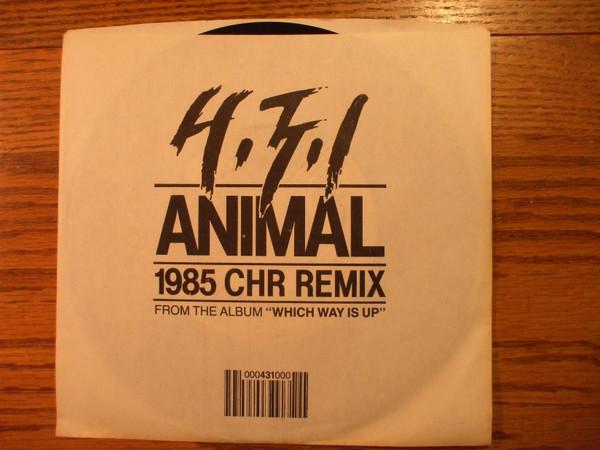 4.3.1
ANIMAL
1985 CHR REMIX
FROM THE ALBUM "WHICH WAY IS UP"
000431000